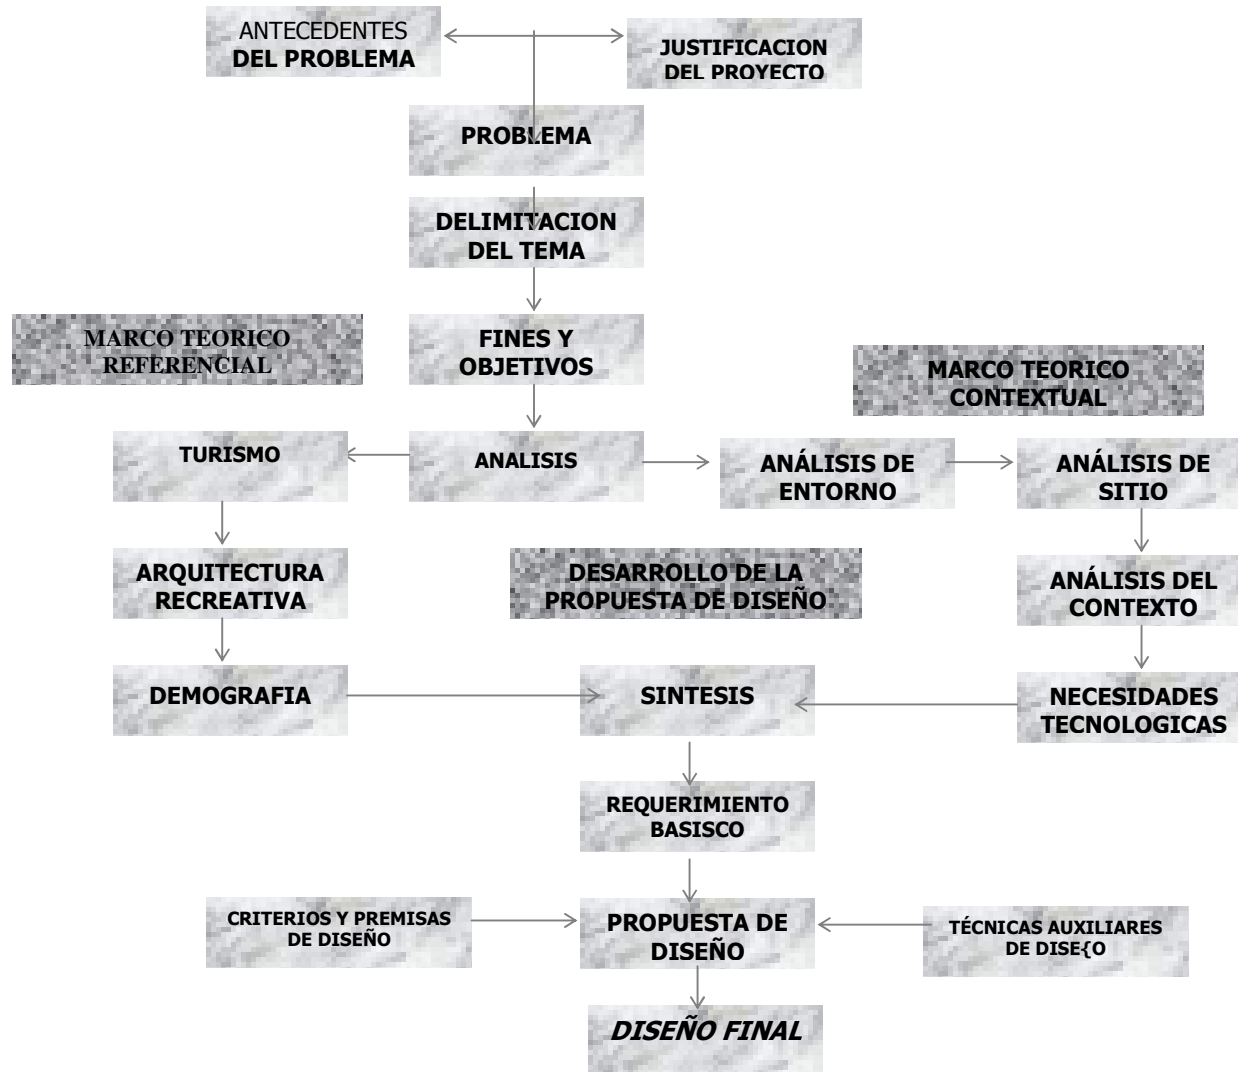 ANTECEDENTES
DEL PROBLEMA
JUSTIFICACION
DEL PROYECTO
PROBLEMA
DELIMITACION
DEL TEMA
MARCO TEORICO
REFERENCIAL
FINES Y
OBJETIVOS
MARCO TEORICO
CONTEXTUAL
TURISMO
ANALISIS
ANÁLISIS DE
ENTORNO
ANÁLISIS DE
SITIO
ARQUITECTURA
RECREATIVA
DESARROLLO DE LA
PROPUESTA DE DISEÑO
ANÁLISIS DEL
CONTEXTO
DEMOGRAFIA
SINTESIS
NECESIDADES
TECNOLOGICAS
REQUERIMIENTO
BASISCO
CRITERIOS Y PREMISAS
DE DISEÑO
PROPUESTA DE
DISEÑO
TÉCNICAS AUXILIARES
DE DISE{O
DISEÑO FINAL